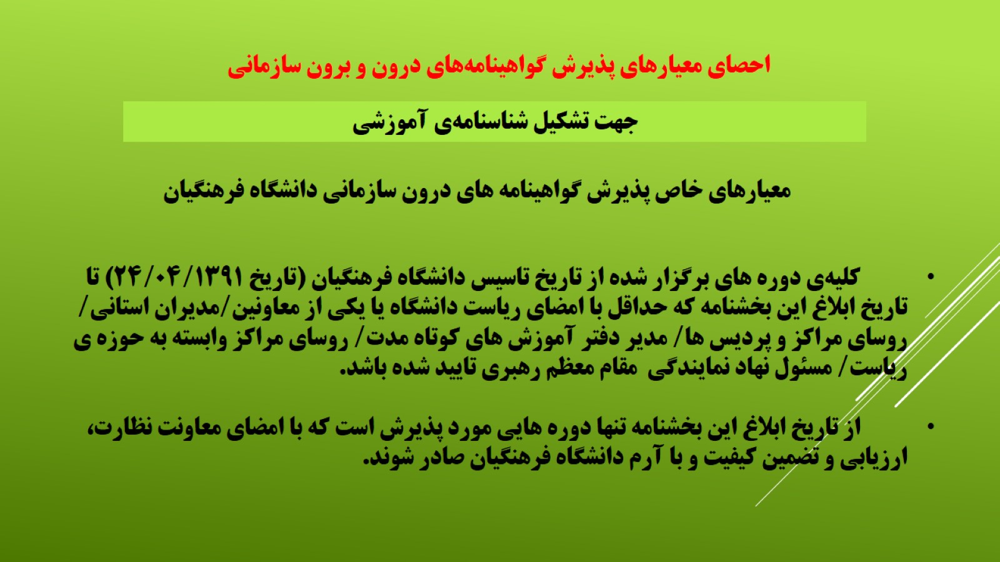 احصای معیارهای پذیرش گواهینامه‌های درون و برون سازمانی
جهت تشکیل شناسنامه‌ی آموزشی
معیارهای خاص پذیرش گواهینامه های درون سازمانی دانشگاه فرهنگیان
• کلیه‌ی دوره های برگزار شده از تاریخ تاسیس دانشگاه فرهنگیان (تاریخ ۲۴/۰۴/۱۳۹۱) تا
تاریخ ابلاغ این بخشنامه که حداقل با امضای ریاست دانشگاه یا یکی از معاونین/مدیران استانی/
روسای مراکز و پردیس ها/ مدیر دفتر آموزش های کوتاه مدت/ روسای مراکز وابسته به حوزه ی
ریاست/ مسئول نهاد نمایندگی مقام معظم رهبری تایید شده باشد.
• از تاریخ ابلاغ این بخشنامه تنها دوره هایی مورد پذیرش است که با امضای معاونت نظارت،
ارزیابی و تضمین کیفیت و با آرم دانشگاه فرهنگیان صادر شوند.